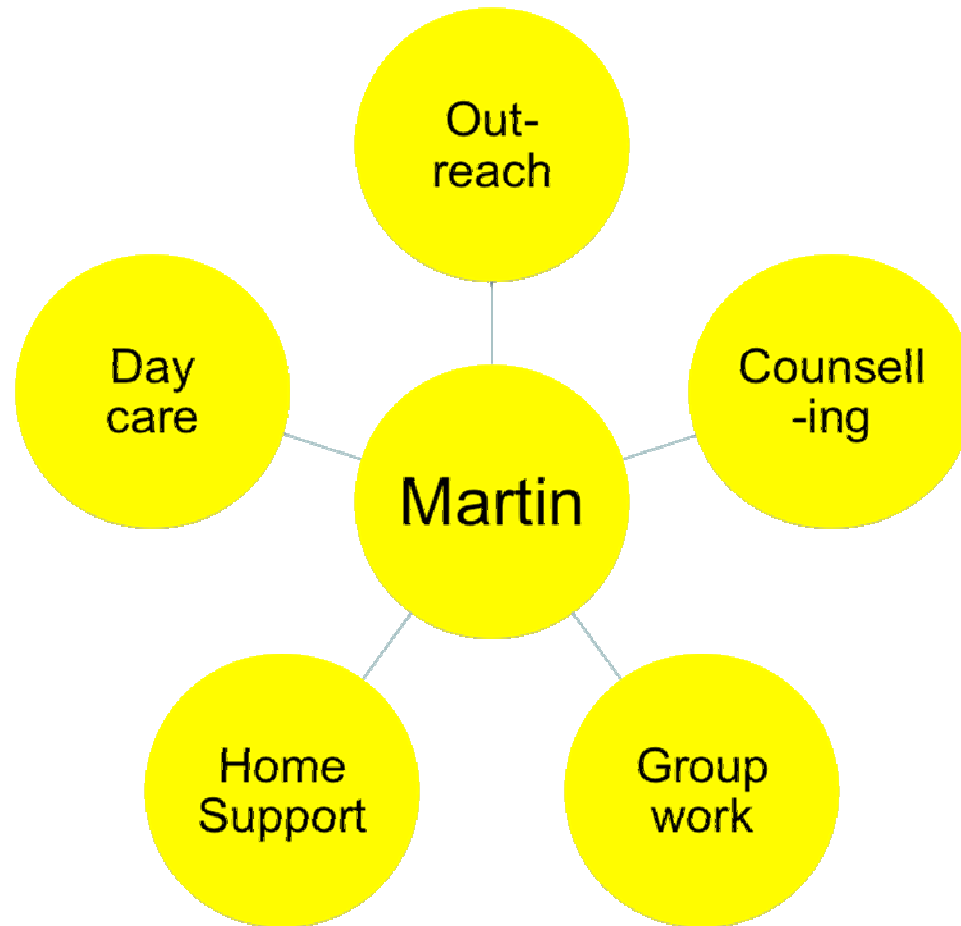 Out-
reach
Day
care
Counsell
-ing
Martin
Home
Support
Group
work